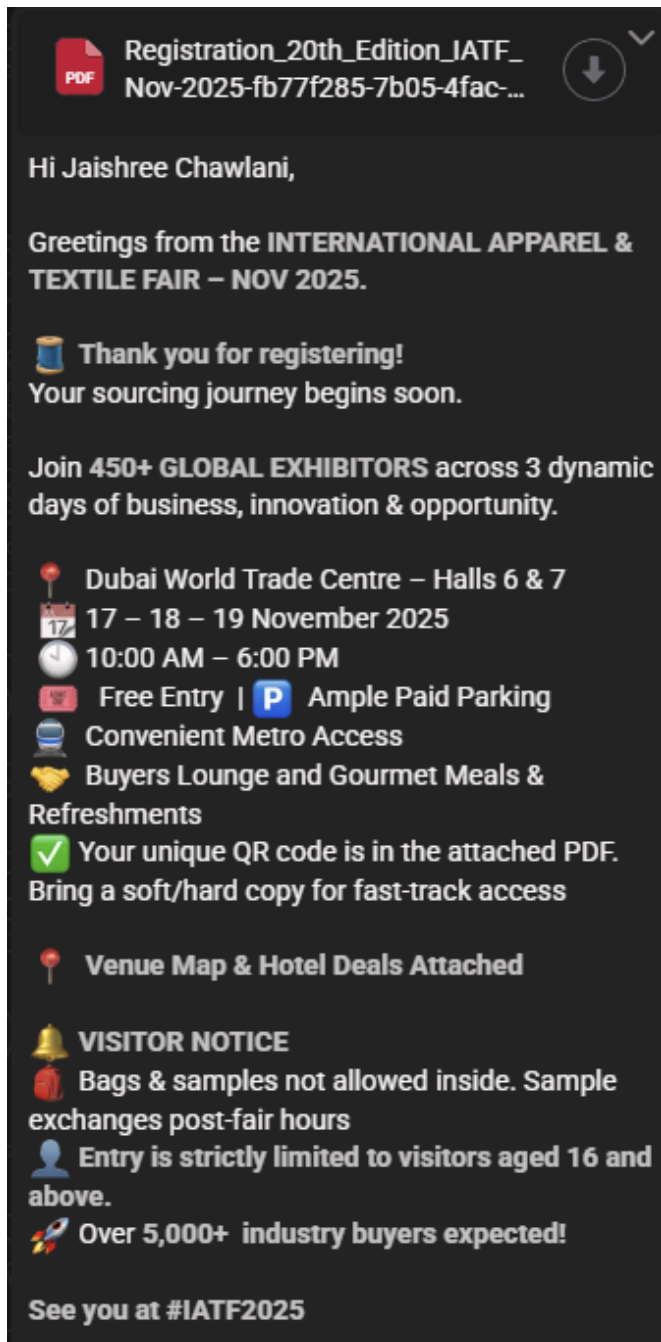 PDF
Registration_20th_Edition_IATF_
Nov-2025-fb77f285-7b05-4fac-...
Hi Jaishree Chawlani,
Greetings from the INTERNATIONAL APPAREL &
TEXTILE FAIR – NOV 2025.
🧵 Thank you for registering!
Your sourcing journey begins soon.
Join 450+ GLOBAL EXHIBITORS across 3 dynamic
days of business, innovation & opportunity.
📍 Dubai World Trade Centre – Halls 6 & 7
📅 17 – 18 – 19 November 2025
🕙 10:00 AM – 6:00 PM
🎟️ Free Entry | 🅿️ Ample Paid Parking
🚆 Convenient Metro Access
🤝 Buyers Lounge and Gourmet Meals &
Refreshments
✅ Your unique QR code is in the attached PDF.
Bring a soft/hard copy for fast-track access
📍 Venue Map & Hotel Deals Attached
🔔 VISITOR NOTICE
🎒 Bags & samples not allowed inside. Sample
exchanges post-fair hours
👤 Entry is strictly limited to visitors aged 16 and
above.
🚀 Over 5,000+ industry buyers expected!
See you at #IATF2025